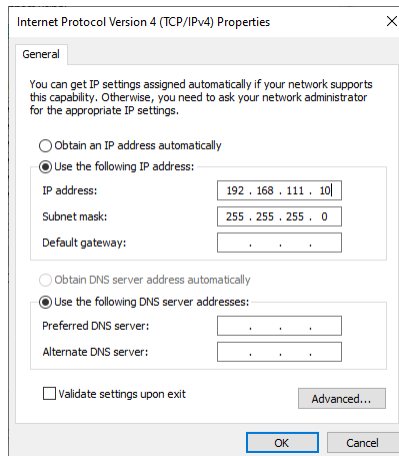 Internet Protocol Version 4 (TCP/IPv4) Properties
General
You can get IP settings assigned automatically if your network supports
this capability. Otherwise, you need to ask your network administrator
for the appropriate IP settings.
Obtain an IP address automatically
Use the following IP address:
IP address: 192 . 168 . 111 . 10
Subnet mask: 255 . 255 . 255 . 0
Default gateway: . . .
Obtain DNS server address automatically
Use the following DNS server addresses:
Preferred DNS server: . . .
Alternate DNS server: . . .
Validate settings upon exit
Advanced...
OK Cancel